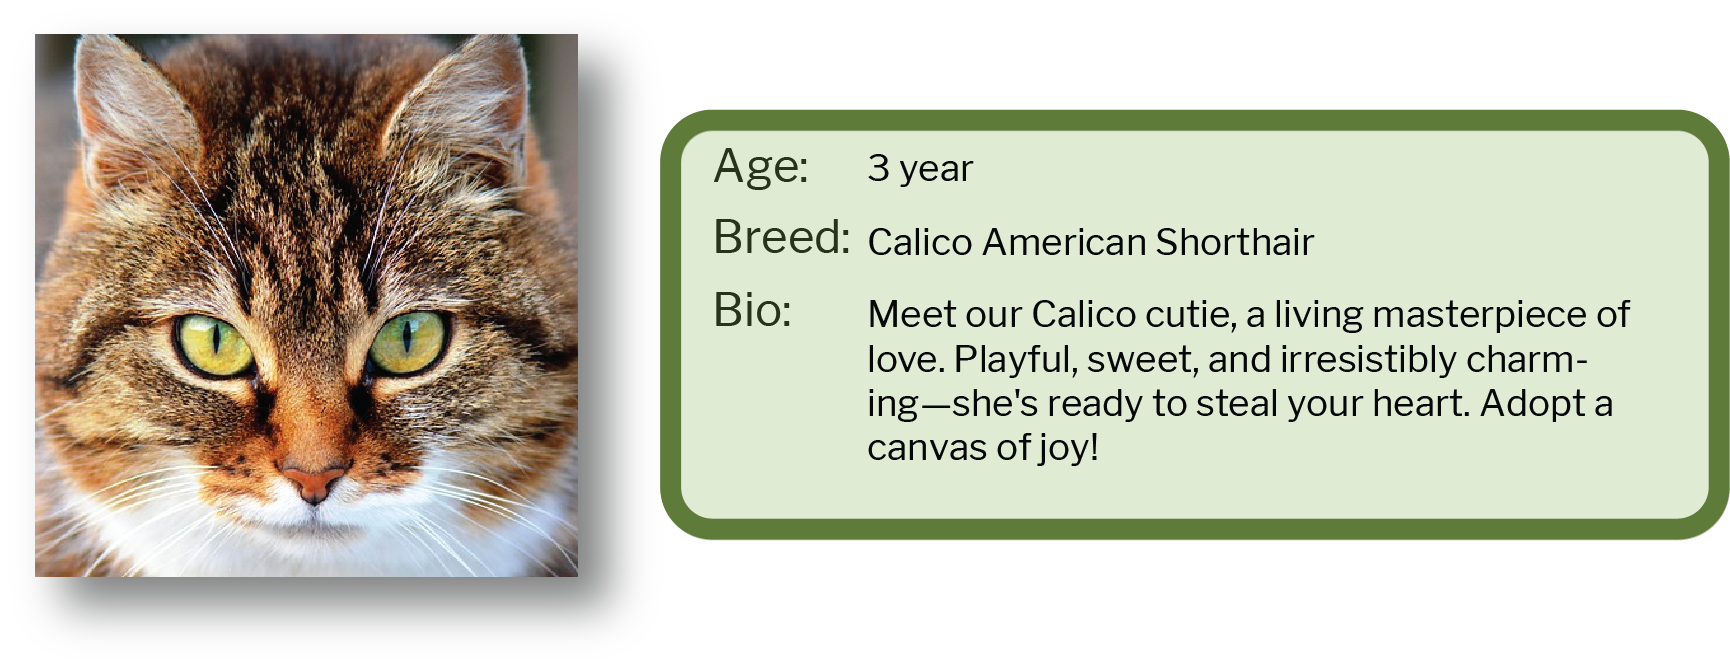 Age: 3 year
Breed: Calico American Shorthair
Bio: Meet our Calico cutie, a living masterpiece of
love. Playful, sweet, and irresistibly charm-
ing—she's ready to steal your heart. Adopt a
canvas of joy!